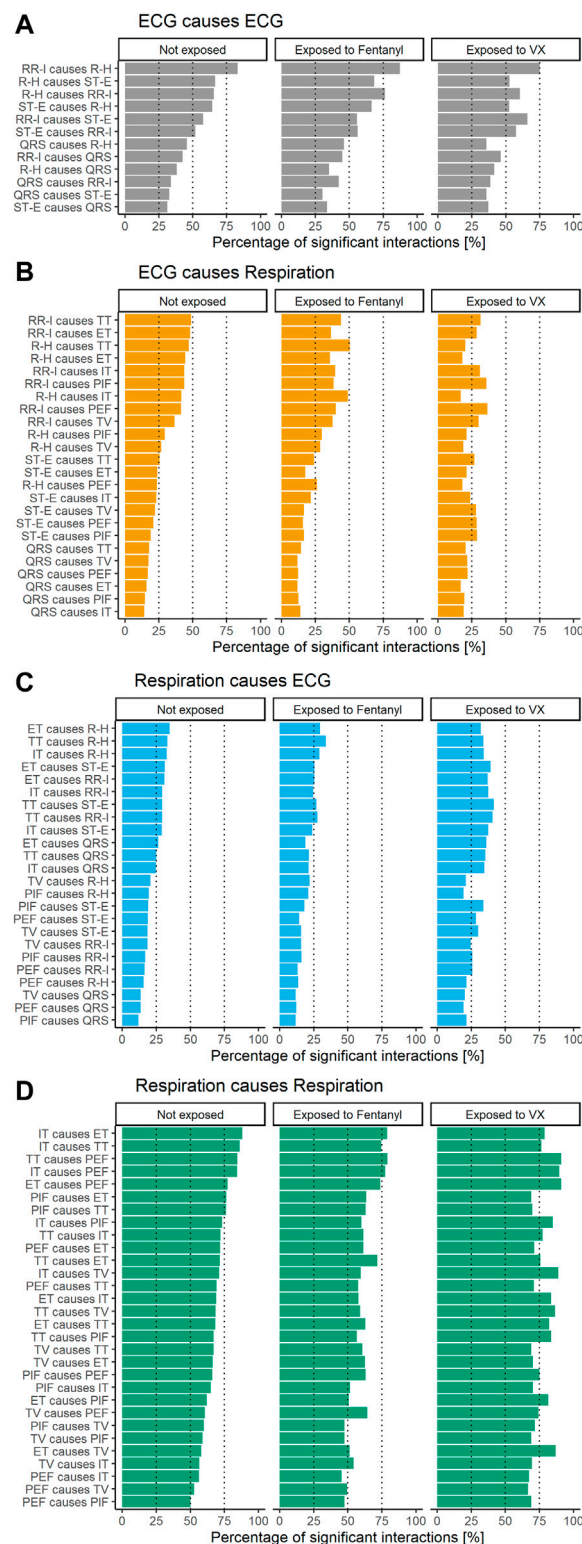 A
ECG causes ECG
Not exposed
Exposed to Fentanyl
Exposed to VX
RR-I causes R-H
R-H causes ST-E
R-H causes RR-I
ST-E causes R-H
RR-I causes ST-E
ST-E causes RR-I
QRS causes R-H
RR-I causes QRS
R-H causes QRS
QRS causes RR-I
QRS causes ST-E
ST-E causes QRS
0 25 50 75 100 0 25 50 75 100 0 25 50 75 100
Percentage of significant interactions [%]
B
ECG causes Respiration
Not exposed
Exposed to Fentanyl
Exposed to VX
RR-I causes TT
RR-I causes ET
R-H causes TT
R-H causes ET
RR-I causes IT
RR-I causes PIF
R-H causes IT
RR-I causes PEF
RR-I causes TV
R-H causes PIF
R-H causes TV
ST-E causes TT
ST-E causes ET
R-H causes PEF
ST-E causes IT
ST-E causes TV
ST-E causes PEF
ST-E causes PIF
QRS causes TT
QRS causes TV
QRS causes PEF
QRS causes ET
QRS causes PIF
QRS causes IT
0 25 50 75 100 0 25 50 75 100 0 25 50 75 100
Percentage of significant interactions [%]
C
Respiration causes ECG
Not exposed
Exposed to Fentanyl
Exposed to VX
ET causes R-H
TT causes R-H
IT causes R-H
ET causes ST-E
ET causes RR-I
IT causes RR-I
TT causes ST-E
TT causes RR-I
IT causes ST-E
ET causes QRS
TT causes QRS
IT causes QRS
TV causes R-H
PIF causes R-H
PIF causes ST-E
PEF causes ST-E
TV causes ST-E
TV causes RR-I
PIF causes RR-I
PEF causes RR-I
PEF causes R-H
TV causes QRS
PEF causes QRS
PIF causes QRS
0 25 50 75 100 0 25 50 75 100 0 25 50 75 100
Percentage of significant interactions [%]
D
Respiration causes Respiration
Not exposed
Exposed to Fentanyl
Exposed to VX
IT causes ET
IT causes TT
TT causes PEF
IT causes PEF
ET causes PEF
PIF causes ET
PIF causes TT
IT causes PIF
TT causes IT
PEF causes ET
TT causes ET
IT causes TV
PEF causes TT
ET causes IT
TT causes TV
ET causes TT
TT causes PIF
TV causes TT
TV causes ET
PIF causes PEF
PIF causes IT
ET causes PIF
TV causes PEF
PIF causes TV
TV causes PIF
ET causes TV
TV causes IT
PEF causes IT
PEF causes TV
PEF causes PIF
0 25 50 75 100 0 25 50 75 100 0 25 50 75 100
Percentage of significant interactions [%]